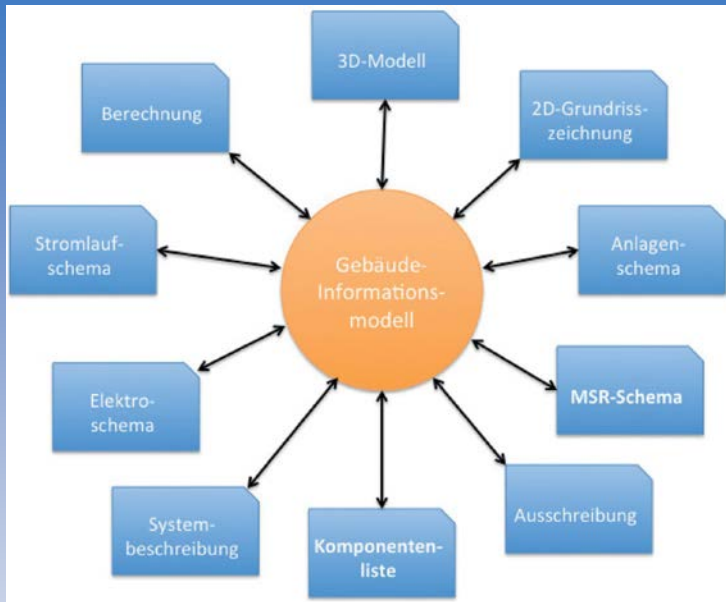 3D-Modell
2D-Grundriss-
zeichnung
Berechnung
Stromlauf-
schema
Gebäude-
Informations-
modell
Anlagen-
schema
MSR-Schema
Elektro-
schema
Ausschreibung
System-
beschreibung
Komponenten-
liste